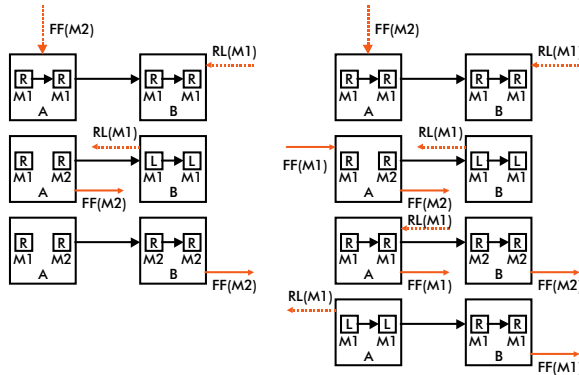 FF(M2)
RL(M1)
R R R R
M1 M1 M1 M1
A B
RL(M1)
R R L L
M1 M2 M1 M1
A B
FF(M2)
R R R R
M1 M2 M2 M2
A B
FF(M2)
FF(M2)
RL(M1)
R R R R
M1 M1 M1 M1
A B
RL(M1)
FF(M1)
R R L L
M1 M2 M1 M1
A B
FF(M2)
RL(M1)
R R R R
M1 M1 M2 M2
A B
FF(M1) FF(M2)
RL(M1)
L L R R
M1 M1 M1 M1
A B
FF(M1)